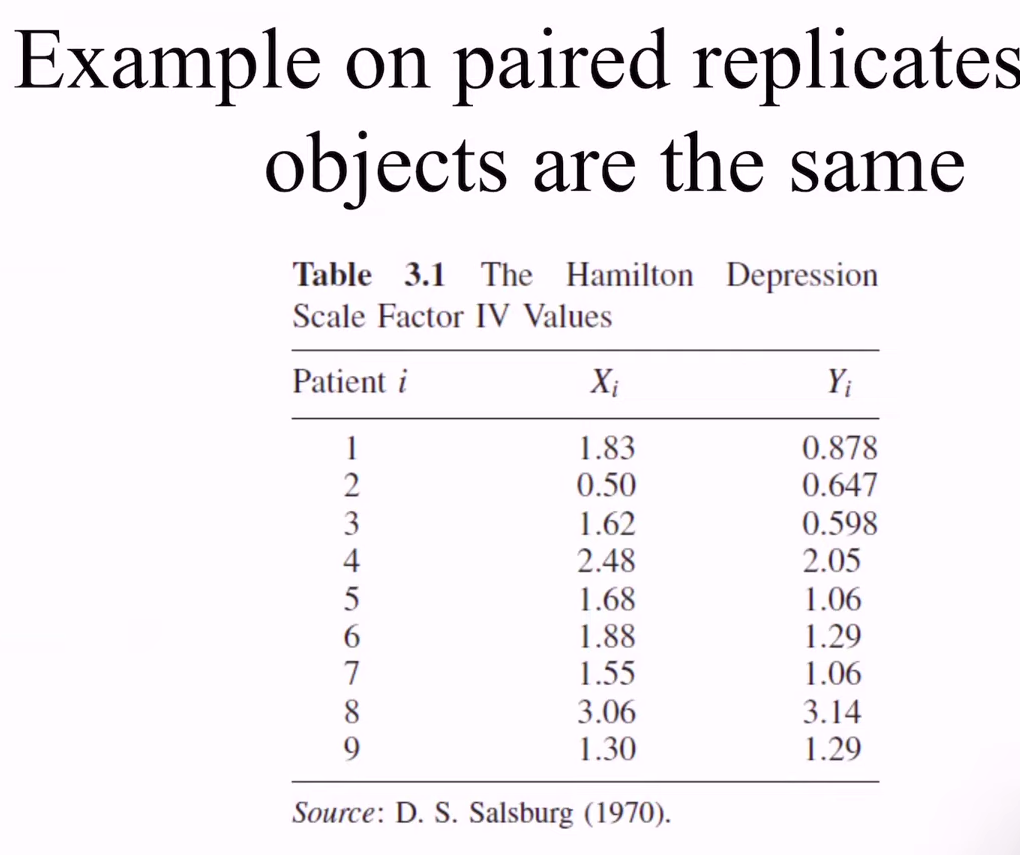 Example on paired replicates
objects are the same
Table 3.1 The Hamilton Depression
Scale Factor IV Values
Patient i Xi Yi
1 1.83 0.878
2 0.50 0.647
3 1.62 0.598
4 2.48 2.05
5 1.68 1.06
6 1.88 1.29
7 1.55 1.06
8 3.06 3.14
9 1.30 1.29
Source: D. S. Salsburg (1970).